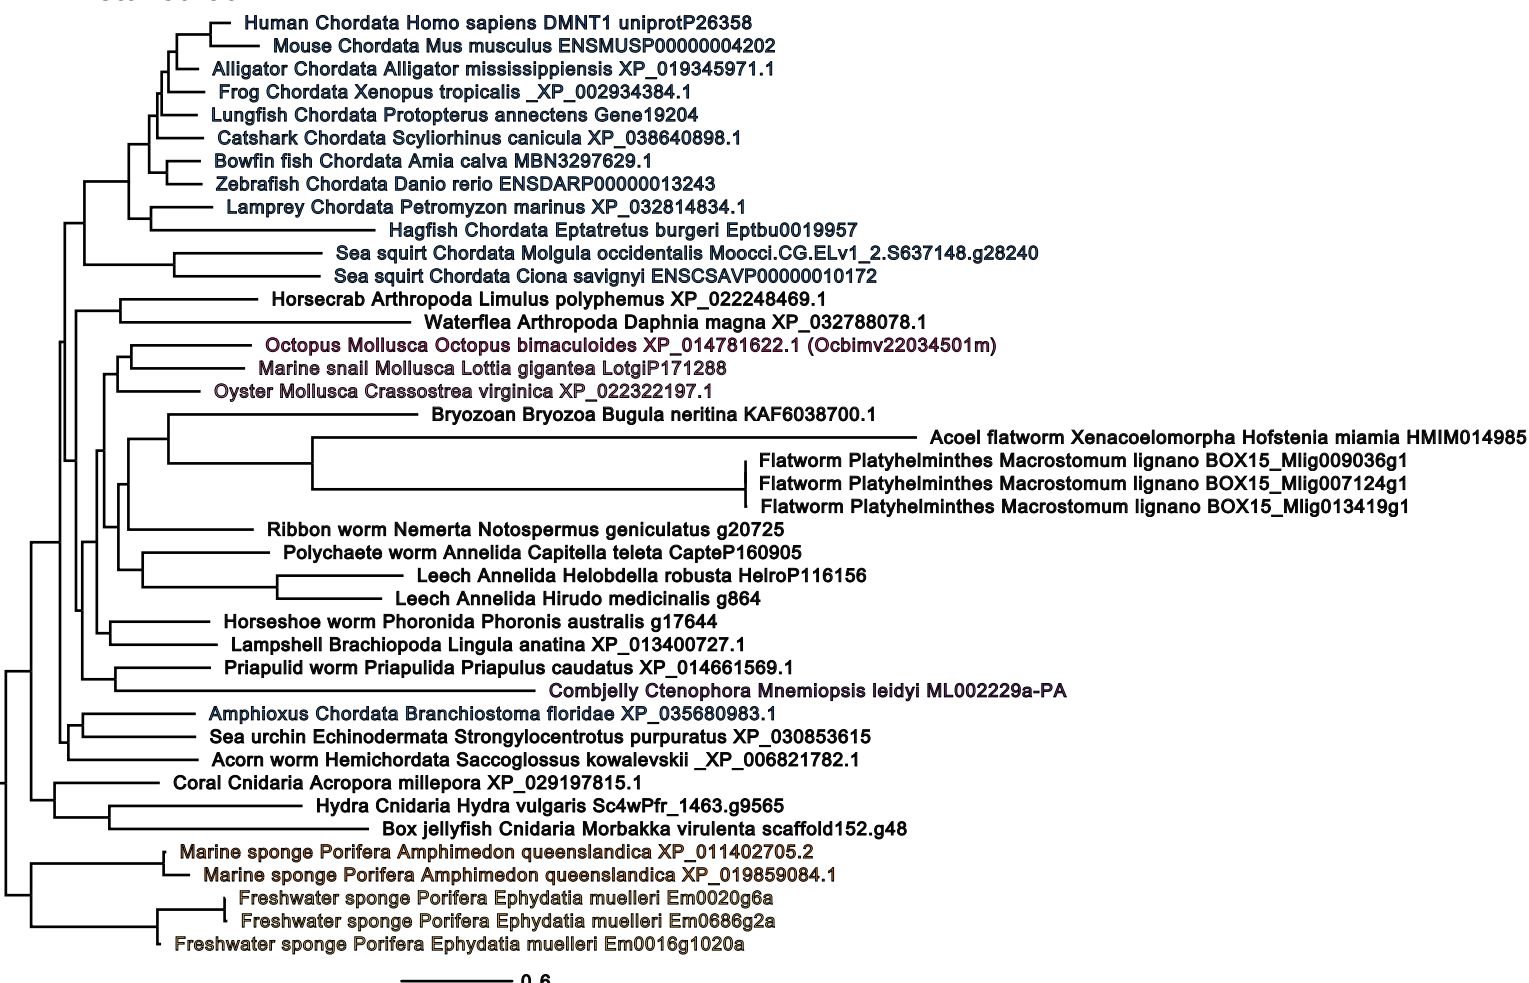 Human Chordata Homo sapiens DMNT1 uniprotP26358
Mouse Chordata Mus musculus ENSMUSP00000004202
Alligator Chordata Alligator mississippiensis XP_019345971.1
Frog Chordata Xenopus tropicalis _XP_002934384.1
Lungfish Chordata Protopterus annectens Gene19204
Catshark Chordata Scyliorhinus canicula XP_038640898.1
Bowfin fish Chordata Amia calva MBN3297629.1
Zebrafish Chordata Danio rerio ENSDARP00000013243
Lamprey Chordata Petromyzon marinus XP_032814834.1
Hagfish Chordata Eptatretus burgeri Eptbu0019957
Sea squirt Chordata Molgula occidentalis Moocci.CG.ELv1_2.S637148.g28240
Sea squirt Chordata Ciona savignyi ENSCSAVP00000010172
Horsecrab Arthropoda Limulus polyphemus XP_022248469.1
Waterflea Arthropoda Daphnia magna XP_032788078.1
Octopus Mollusca Octopus bimaculoides XP_014781622.1 (Ocbimv22034501m)
Marine snail Mollusca Lottia gigantea LotgiP171288
Oyster Mollusca Crassostrea virginica XP_022322197.1
Bryozoan Bryozoa Bugula neritina KAF6038700.1
Acoel flatworm Xenacoelomorpha Hofstenia miamia HMIM014985
Flatworm Platyhelminthes Macrostomum lignano BOX15_Mlig009036g1
Flatworm Platyhelminthes Macrostomum lignano BOX15_Mlig007124g1
Flatworm Platyhelminthes Macrostomum lignano BOX15_Mlig013419g1
Ribbon worm Nemerta Notospermus geniculatus g20725
Polychaete worm Annelida Capitella teleta CapteP160905
Leech Annelida Helobdella robusta HelroP116156
Leech Annelida Hirudo medicinalis g864
Horseshoe worm Phoronida Phoronis australis g17644
Lampshell Brachiopoda Lingula anatina XP_013400727.1
Priapulid worm Priapulida Priapulus caudatus XP_014661569.1
Combjelly Ctenophora Mnemiopsis leidyi ML002229a-PA
Amphioxus Chordata Branchiostoma floridae XP_035680983.1
Sea urchin Echinodermata Strongylocentrotus purpuratus XP_030853615
Acorn worm Hemichordata Saccoglossus kowalevskii _XP_006821782.1
Coral Cnidaria Acropora millepora XP_029197815.1
Hydra Cnidaria Hydra vulgaris Sc4wPfr_1463.g9565
Box jellyfish Cnidaria Morbakka virulenta scaffold152.g48
Marine sponge Porifera Amphimedon queenslandica XP_011402705.2
Marine sponge Porifera Amphimedon queenslandica XP_019859084.1
Freshwater sponge Porifera Ephydatia muelleri Em0020g6a
Freshwater sponge Porifera Ephydatia muelleri Em0686g2a
Freshwater sponge Porifera Ephydatia muelleri Em0016g1020a
0.6